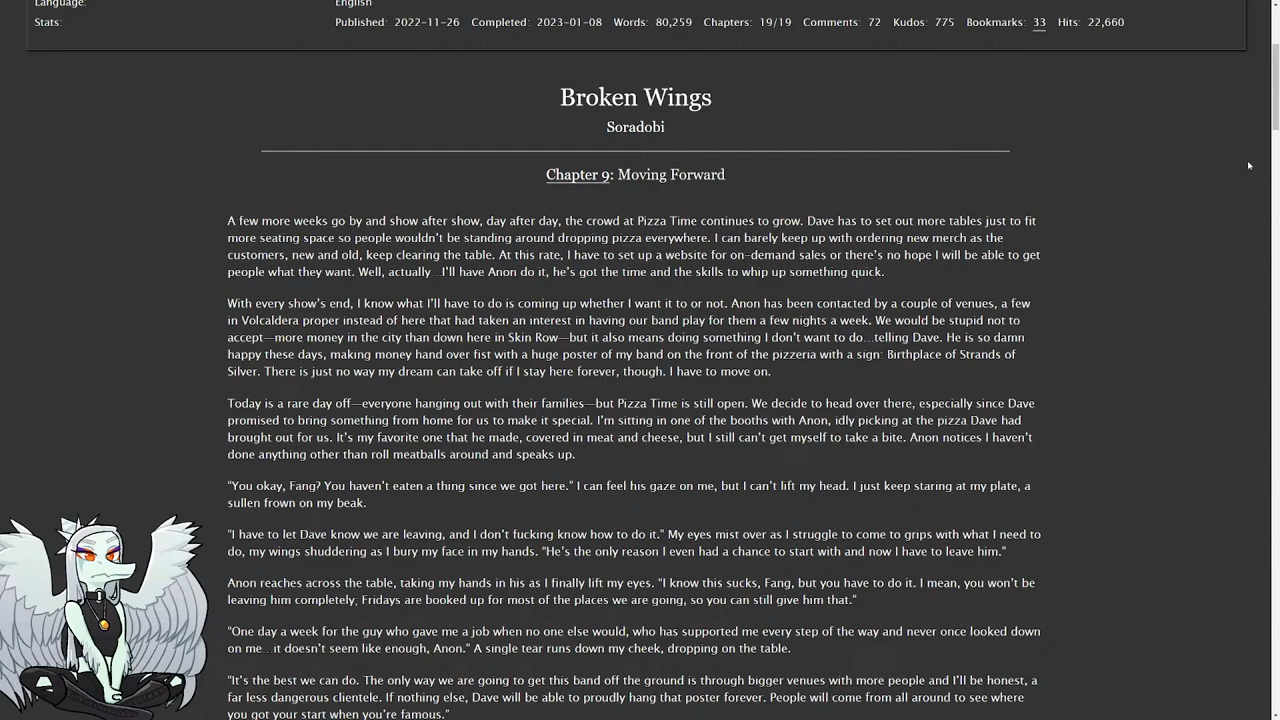 Language:
English
Stats:
Published: 2022-11-26 Completed: 2023-01-08 Words: 80,259 Chapters: 19/19 Comments: 72 Kudos: 775 Bookmarks: 33 Hits: 22,660
Broken Wings
Soradobi
Chapter 9: Moving Forward
A few more weeks go by and show after show, day after day, the crowd at Pizza Time continues to grow. Dave has to set out more tables just to fit
more seating space so people wouldn't be standing around dropping pizza everywhere. I can barely keep up with ordering new merch as the
customers, new and old, keep clearing the table. At this rate, I have to set up a website for on-demand sales or there's no hope I will be able to get
people what they want. Well, actually…I'll have Anon do it, he's got the time and the skills to whip up something quick.
With every show's end, I know what I'll have to do is coming up whether I want it to or not. Anon has been contacted by a couple of venues, a few
in Volcaldera proper instead of here that had taken an interest in having our band play for them a few nights a week. We would be stupid not to
accept—more money in the city than down here in Skin Row—but it also means doing something I don't want to do…telling Dave. He is so damn
happy these days, making money hand over fist with a huge poster of my band on the front of the pizzeria with a sign: Birthplace of Strands of
Silver. There is just no way my dream can take off if I stay here forever, though. I have to move on.
Today is a rare day off—everyone hanging out with their families—but Pizza Time is still open. We decide to head over there, especially since Dave
promised to bring something from home for us to make it special. I'm sitting in one of the booths with Anon, idly picking at the pizza Dave had
brought out for us. It's my favorite one that he made, covered in meat and cheese, but I still can't get myself to take a bite. Anon notices I haven't
done anything other than roll meatballs around and speaks up.
"You okay, Fang? You haven't eaten a thing since we got here." I can feel his gaze on me, but I can't lift my head. I just keep staring at my plate, a
sullen frown on my beak.
"I have to let Dave know we are leaving, and I don't fucking know how to do it." My eyes mist over as I struggle to come to grips with what I need to
do, my wings shuddering as I bury my face in my hands. "He's the only reason I even had a chance to start with and now I have to leave him."
Anon reaches across the table, taking my hands in his as I finally lift my eyes. "I know this sucks, Fang, but you have to do it. I mean, you won't be
leaving him completely; Fridays are booked up for most of the places we are going, so you can still give him that."
"One day a week for the guy who gave me a job when no one else would, who has supported me every step of the way and never once looked down
on me…it doesn't seem like enough, Anon." A single tear runs down my cheek, dropping on the table.
"It's the best we can do. The only way we are going to get this band off the ground is through bigger venues with more people and I'll be honest, a
far less dangerous clientele. If nothing else, Dave will be able to proudly hang that poster forever. People will come from all around to see where
you got your start when you're famous."